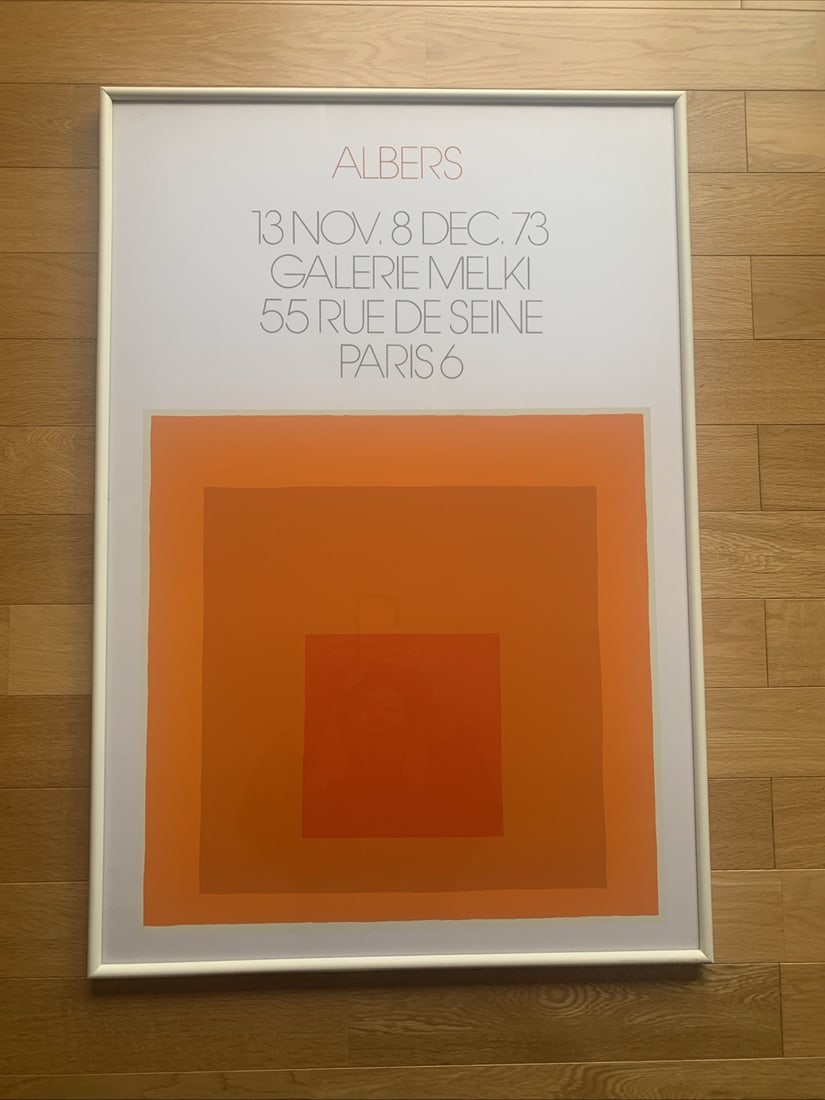 ALBERS
13 NOV. 8 DEC. 73
GALERIE MELKI
55 RUE DE SEINE
PARIS 6